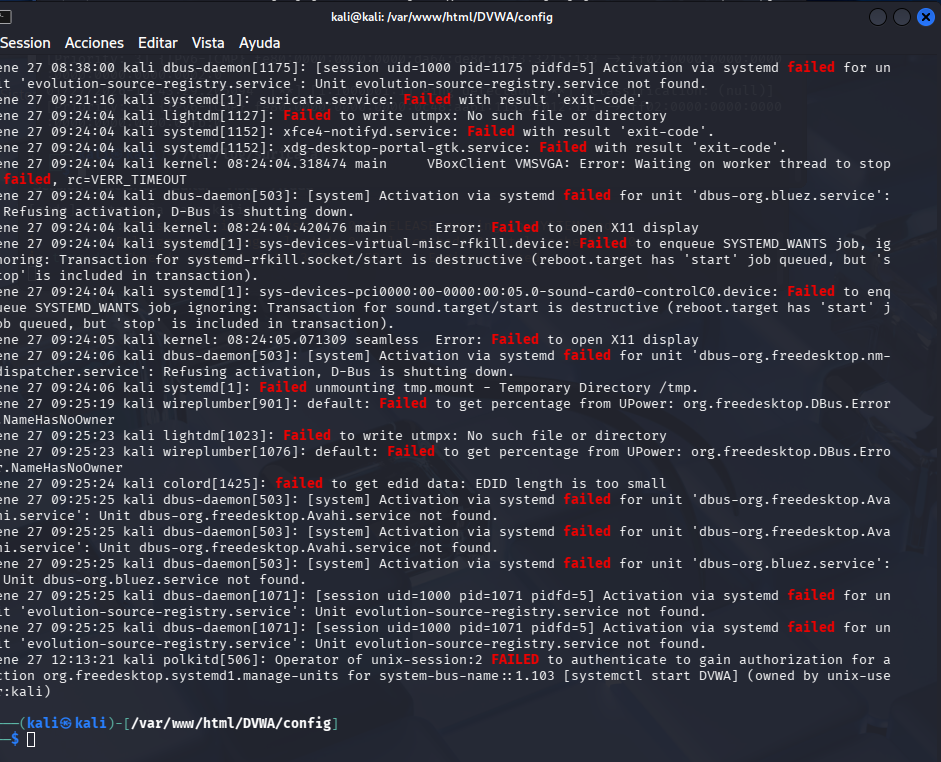 kali@kali: /var/www/html/DVWA/config
Session Acciones Editar Vista Ayuda
ene 27 08:38:00 kali dbus-daemon[1175]: [session uid=1000 pid=1175 pidfd=5] Activation via systemd failed for un
it 'evolution-source-registry.service': Unit evolution-source-registry.service not found.
ene 27 09:21:16 kali systemd[1]: suricata.service: Failed with result 'exit-code'.
ene 27 09:24:04 kali lightdm[1127]: Failed to write utmpx: No such file or directory
ene 27 09:24:04 kali systemd[1152]: xfce4-notifyd.service: Failed with result 'exit-code'.
ene 27 09:24:04 kali systemd[1152]: xdg-desktop-portal-gtk.service: Failed with result 'exit-code'.
ene 27 09:24:04 kali kernel: 08:24:04.318474 main     VBoxClient VMSVGA: Error: Waiting on worker thread to stop
failed, rc=VERR_TIMEOUT
ene 27 09:24:04 kali dbus-daemon[503]: [system] Activation via systemd failed for unit 'dbus-org.bluez.service':
Refusing activation, D-Bus is shutting down.
ene 27 09:24:04 kali kernel: 08:24:04.420476 main     Error: Failed to open X11 display
ene 27 09:24:04 kali systemd[1]: sys-devices-virtual-misc-rfkill.device: Failed to enqueue SYSTEMD_WANTS job, ig
noring: Transaction for systemd-rfkill.socket/start is destructive (reboot.target has 'start' job queued, but 's
top' is included in transaction).
ene 27 09:24:04 kali systemd[1]: sys-devices-pci0000:00-0000:00:05.0-sound-card0-controlC0.device: Failed to enq
ueue SYSTEMD_WANTS job, ignoring: Transaction for sound.target/start is destructive (reboot.target has 'start' j
ob queued, but 'stop' is included in transaction).
ene 27 09:24:05 kali kernel: 08:24:05.071309 seamless  Error: Failed to open X11 display
ene 27 09:24:06 kali dbus-daemon[503]: [system] Activation via systemd failed for unit 'dbus-org.freedesktop.nm-
dispatcher.service': Refusing activation, D-Bus is shutting down.
ene 27 09:24:06 kali systemd[1]: Failed unmounting tmp.mount - Temporary Directory /tmp.
ene 27 09:25:19 kali wireplumber[901]: default: Failed to get percentage from UPower: org.freedesktop.DBus.Error
.NameHasNoOwner
ene 27 09:25:23 kali lightdm[1023]: Failed to write utmpx: No such file or directory
ene 27 09:25:23 kali wireplumber[1076]: default: Failed to get percentage from UPower: org.freedesktop.DBus.Erro
r.NameHasNoOwner
ene 27 09:25:24 kali colord[1425]: failed to get edid data: EDID length is too small
ene 27 09:25:25 kali dbus-daemon[503]: [system] Activation via systemd failed for unit 'dbus-org.freedesktop.Ava
hi.service': Unit dbus-org.freedesktop.Avahi.service not found.
ene 27 09:25:25 kali dbus-daemon[503]: [system] Activation via systemd failed for unit 'dbus-org.freedesktop.Ava
hi.service': Unit dbus-org.freedesktop.Avahi.service not found.
ene 27 09:25:25 kali dbus-daemon[503]: [system] Activation via systemd failed for unit 'dbus-org.bluez.service':
Unit dbus-org.bluez.service not found.
ene 27 09:25:25 kali dbus-daemon[1071]: [session uid=1000 pid=1071 pidfd=5] Activation via systemd failed for un
it 'evolution-source-registry.service': Unit evolution-source-registry.service not found.
ene 27 09:25:25 kali dbus-daemon[1071]: [session uid=1000 pid=1071 pidfd=5] Activation via systemd failed for un
it 'evolution-source-registry.service': Unit evolution-source-registry.service not found.
ene 27 12:13:21 kali polkitd[506]: Operator of unix-session:2 FAILED to authenticate to gain authorization for a
ction org.freedesktop.systemd1.manage-units for system-bus-name::1.103 [systemctl start DVWA] (owned by unix-use
r:kali)
(kali㉿kali)-[/var/www/html/DVWA/config]
$